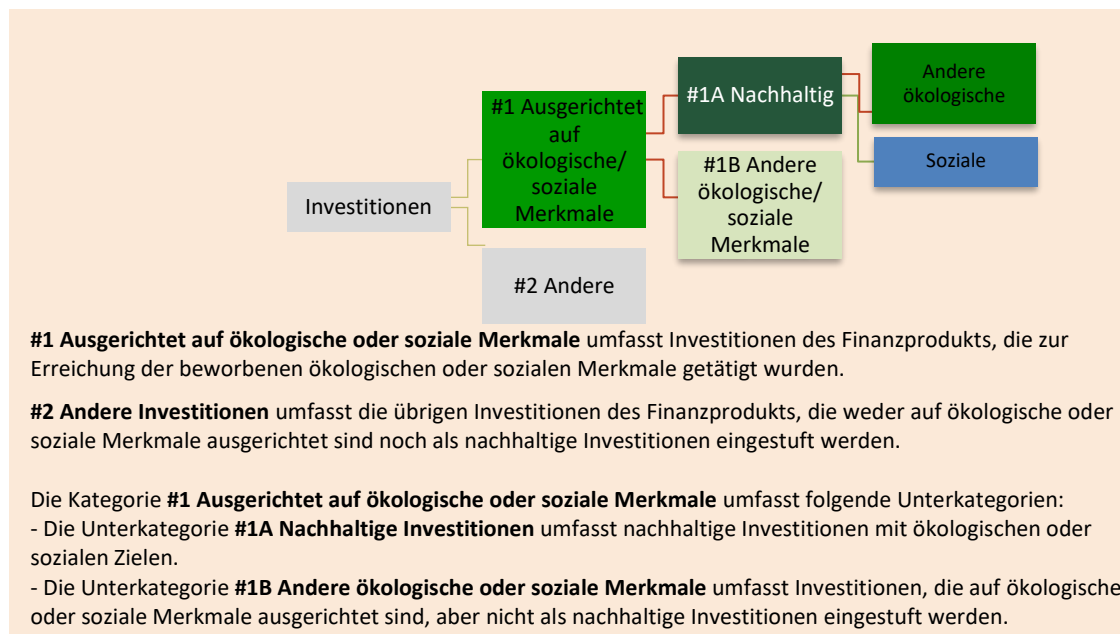 Investitionen
#1 Ausgerichtet
auf
ökologische/
soziale
Merkmale
#2 Andere
#1A Nachhaltig
#1B Andere
ökologische/
soziale
Merkmale
Andere
ökologische
Soziale
#1 Ausgerichtet auf ökologische oder soziale Merkmale umfasst Investitionen des Finanzprodukts, die zur
Erreichung der beworbenen ökologischen oder sozialen Merkmale getätigt wurden.
#2 Andere Investitionen umfasst die übrigen Investitionen des Finanzprodukts, die weder auf ökologische oder
soziale Merkmale ausgerichtet sind noch als nachhaltige Investitionen eingestuft werden.
Die Kategorie #1 Ausgerichtet auf ökologische oder soziale Merkmale umfasst folgende Unterkategorien:
- Die Unterkategorie #1A Nachhaltige Investitionen umfasst nachhaltige Investitionen mit ökologischen oder
sozialen Zielen.
- Die Unterkategorie #1B Andere ökologische oder soziale Merkmale umfasst Investitionen, die auf ökologische
oder soziale Merkmale ausgerichtet sind, aber nicht als nachhaltige Investitionen eingestuft werden.